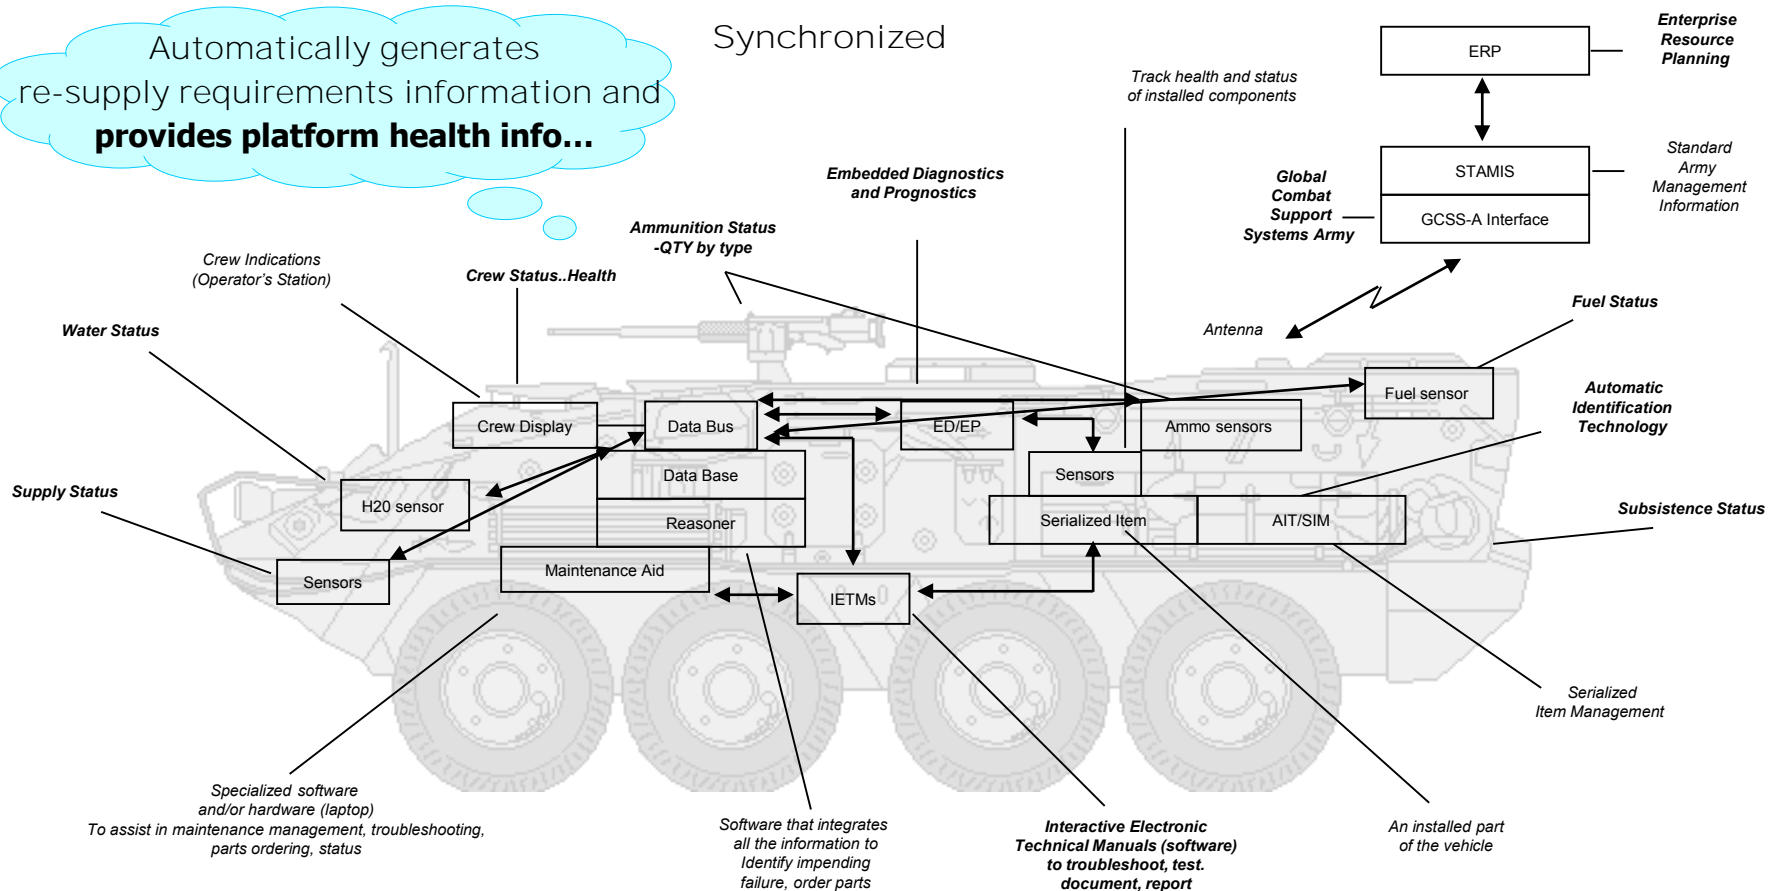 Automatically generates
re-supply requirements information and
provides platform health info...
Synchronized
Enterprise
Resource
Planning
ERP
Track health and status
of installed components
Standard
Army
Management
Information
STAMIS
GCSS-A Interface
Global
Combat
Support
Systems Army
Embedded Diagnostics
and Prognostics
Ammunition Status
-QTY by type
Crew Indications
(Operator's Station)
Crew Status..Health
Water Status
Antenna
Fuel Status
Fuel sensor
Automatic
Identification
Technology
Crew Display
Data Bus
ED/EP
Ammo sensors
Data Base
Sensors
Supply Status
H20 sensor
Reasoner
Serialized Item
AIT/SIM
Subsistence Status
Sensors
Maintenance Aid
IETMs
Serialized
Item Management
Specialized software
and/or hardware (laptop)
To assist in maintenance management, troubleshooting,
parts ordering, status
Software that integrates
all the information to
Identify impending
failure, order parts
Interactive Electronic
Technical Manuals (software)
to troubleshoot, test.
document, report
An installed part
of the vehicle